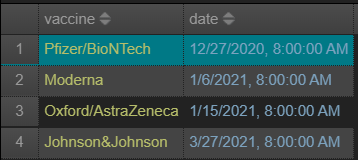 vaccine date
1 Pfizer/BioNTech 12/27/2020, 8:00:00 AM
2 Moderna 1/6/2021, 8:00:00 AM
3 Oxford/AstraZeneca 1/15/2021, 8:00:00 AM
4 Johnson&Johnson 3/27/2021, 8:00:00 AM